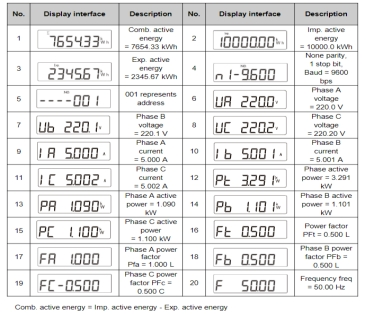 No. Display interface Description No. Display interface Description
1 7654.33 Comb. active energy = 7654.33 kWh
2 10000.00 Imp. active energy = 10000.0 kWh
3 2345.67 Exp. active energy = 2345.67 kWh
4 n 1-9.600 None parity, 1 stop bit, Baud = 9600 bps
5 ----001 001 represents address
6 UA 220.0 V Phase A voltage = 220.0 V
7 Ub 220.1 V Phase B voltage = 220.1 V
8 UC 220.2 V Phase C voltage = 220.20 V
9 I A 5.000 A Phase A current = 5.000 A
10 I b 5.00 1 A Phase B current = 5.001 A
11 I C 5.002 A Phase C current = 5.002 A
12 Pt 3.29 1 Phase active power = 3.291 kW
13 PA 1.090 Phase A active power = 1.090 kW
14 Pb 1.10 1 Phase B active power = 1.101 kW
15 PC 1.100 Phase C active power = 1.100 kW
16 Ft 0.500 Power factor PFt = 0.500 L
17 FA 1.000 Phase A power factor Pfa = 1.000 L
18 Fb 0.500 Phase B power factor PFb = 0.500 L
19 FC-0.500 Phase C power factor PFc = 0.500 C
20 F 50.00 Frequency freq = 50.00 Hz
Comb. active energy = Imp. active energy - Exp. active energy